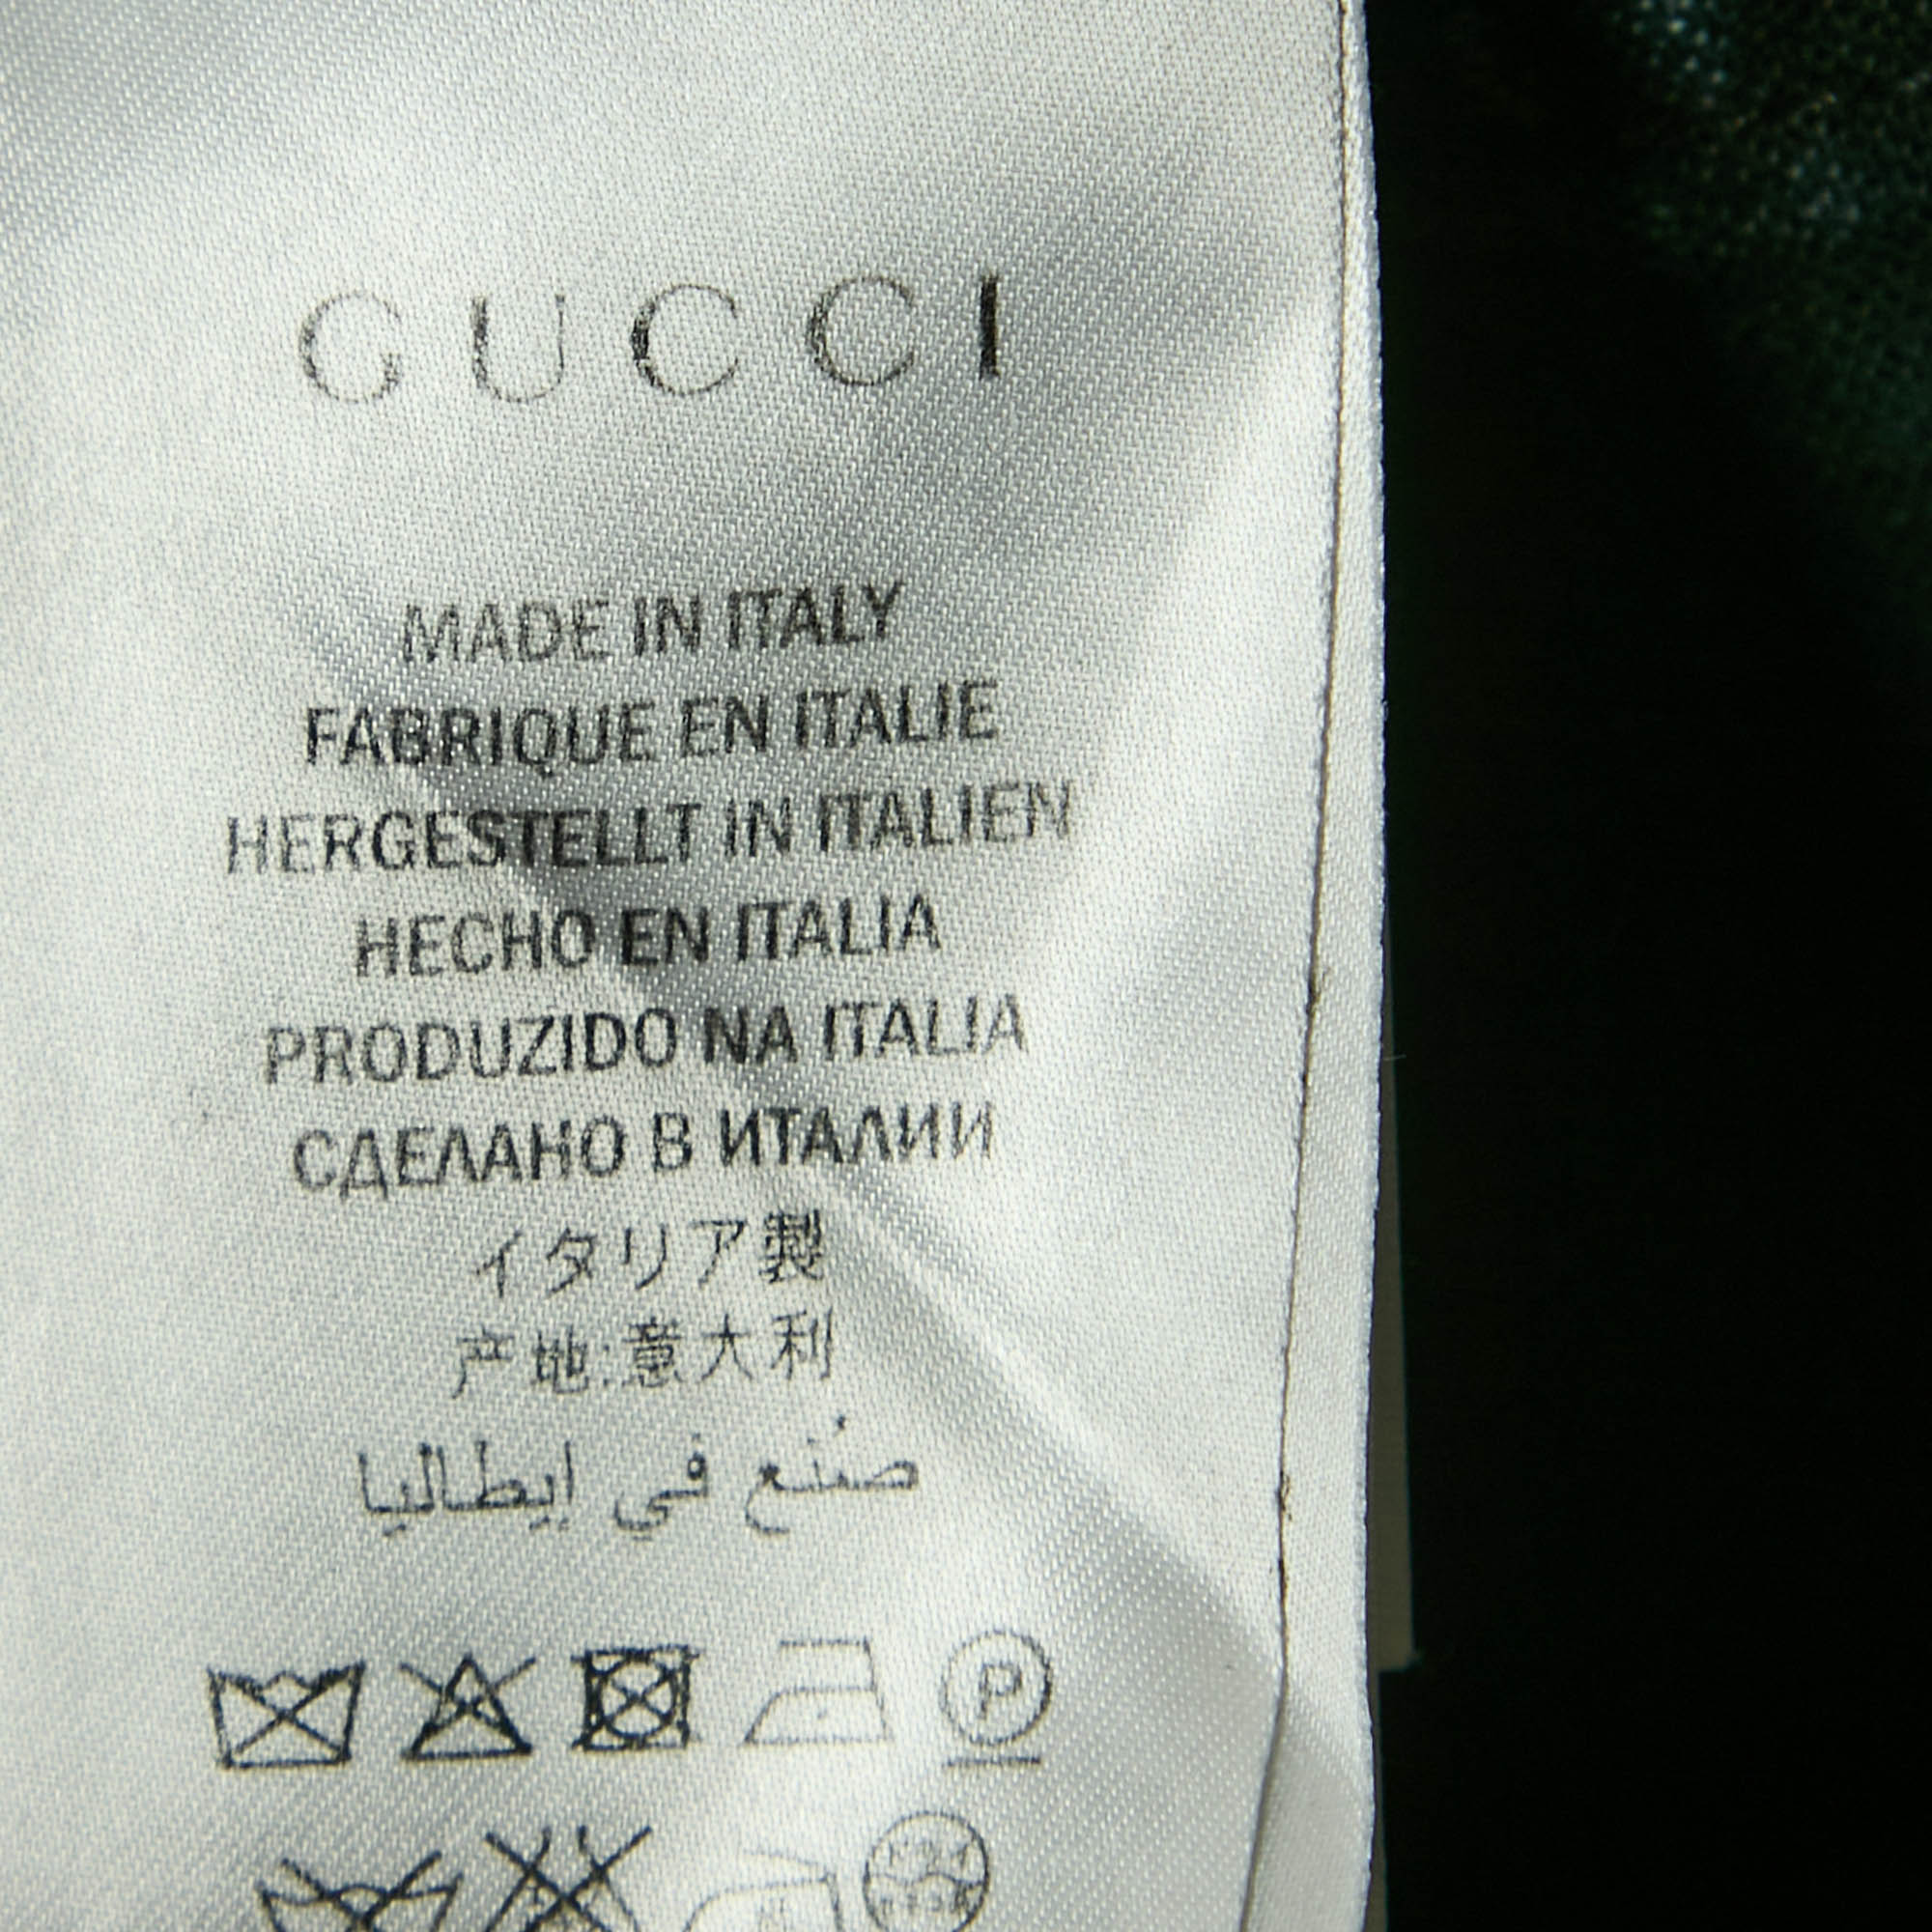 GUCCI
MADE IN ITALY
FABRIQUE EN ITALIE
HERGESTELLT IN ITALIEN
HECHO EN ITALIA
PRODUZIDO NA ITALIA
СДЕЛАНО В ИТАЛИИ
イタリア製
产地:意大利
صُنع في إيطاليا
P